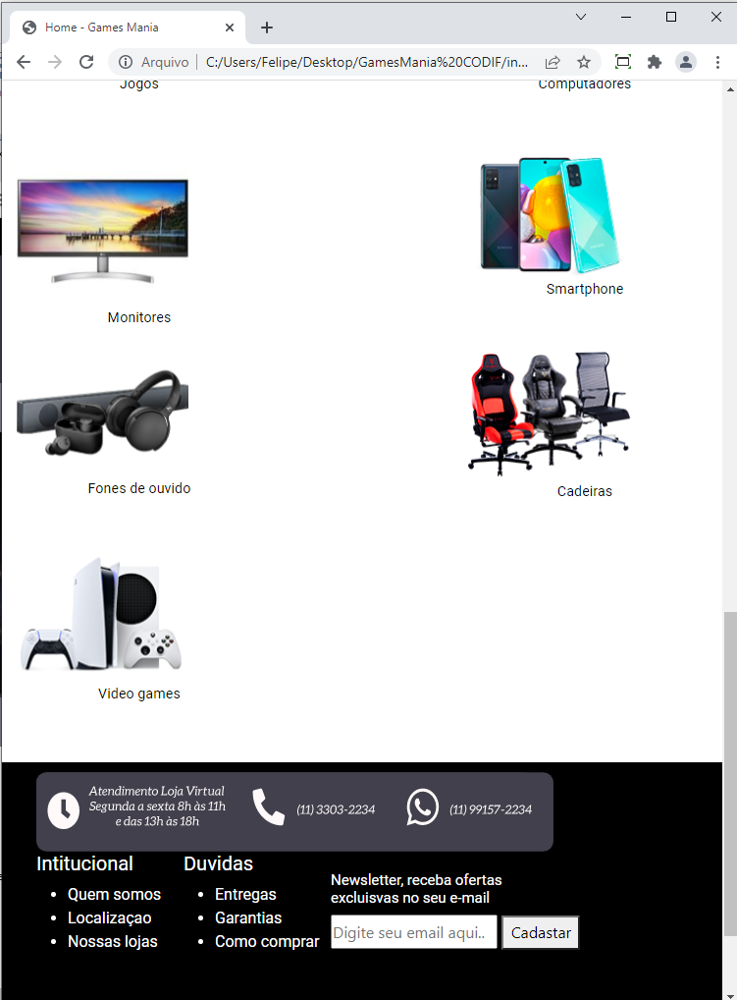 Home - Games Mania
Arquivo | C:/Users/Felipe/Desktop/GamesMania%20CODIF/in...
Jogos
Computadores
Smartphone
Monitores
Fones de ouvido
Cadeiras
Video games
Atendimento Loja Virtual
Segunda a sexta 8h às 11h
e das 13h às 18h
(11) 3303-2234
(11) 99157-2234
Intitucional
Quem somos
Localizaçao
Nossas lojas
Duvidas
Entregas
Garantias
Como comprar
Newsletter, receba ofertas
excluisvas no seu e-mail
Digite seu email aqui..
Cadastar